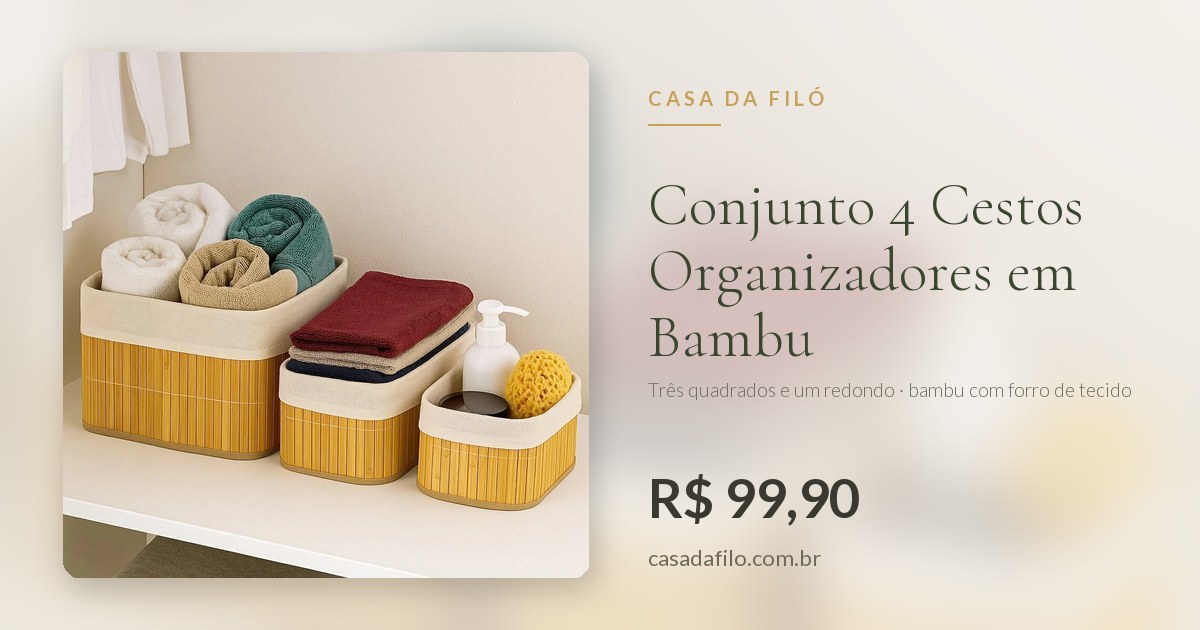 CASA DA FILÓ
Conjunto 4 Cestos
Organizadores em
Bambu
Três quadrados e um redondo · bambu com forro de tecido
R$ 99,90
casadafilo.com.br